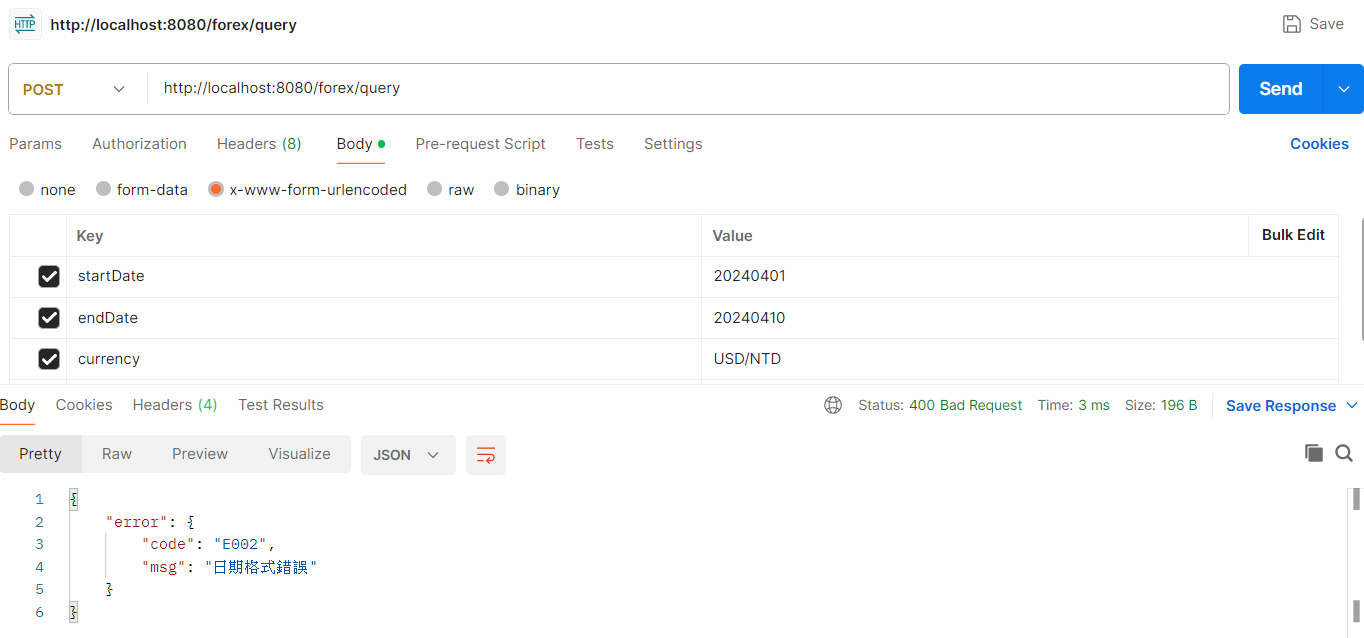 HTTP http://localhost:8080/forex/query Save
POST http://localhost:8080/forex/query Send
Params Authorization Headers (8) Body Pre-request Script Tests Settings Cookies
none form-data x-www-form-urlencoded raw binary
Key Value Bulk Edit
startDate 20240401
endDate 20240410
currency USD/NTD
Body Cookies Headers (4) Test Results Status: 400 Bad Request Time: 3 ms Size: 196 B Save Response
Pretty Raw Preview Visualize JSON
1 {
2 "error": {
3 "code": "E002",
4 "msg": "日期格式錯誤"
5 }
6 }